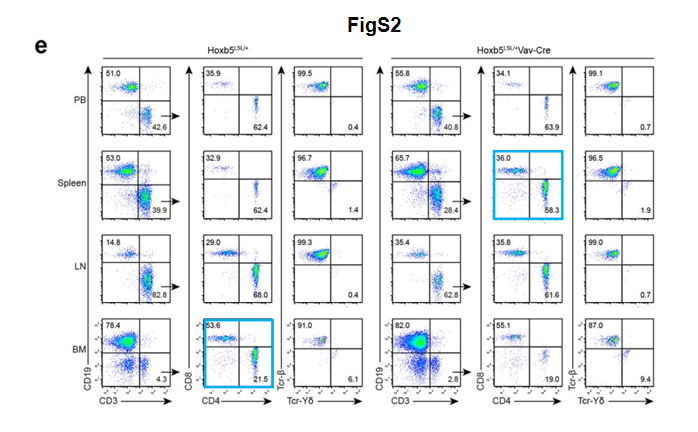 FigS2
e
Hoxb5LSL/+
Hoxb5LSL/+Vav-Cre
PB
51.0
42.6
35.9
62.4
99.5
0.4
55.8
40.8
34.1
63.9
99.1
0.7
Spleen
53.0
39.9
32.9
62.4
96.7
1.4
65.7
28.4
36.0
58.3
96.5
1.9
LN
14.8
82.8
29.0
68.0
99.3
0.4
35.4
62.8
35.8
61.6
99.0
0.7
BM
78.4
4.3
53.6
21.5
91.0
6.1
82.0
2.8
55.1
19.0
87.0
9.4
CD19
CD8
Tcr-β
CD19
CD8
Tcr-β
CD3
CD4
Tcr-Yδ
CD3
CD4
Tcr-Yδ